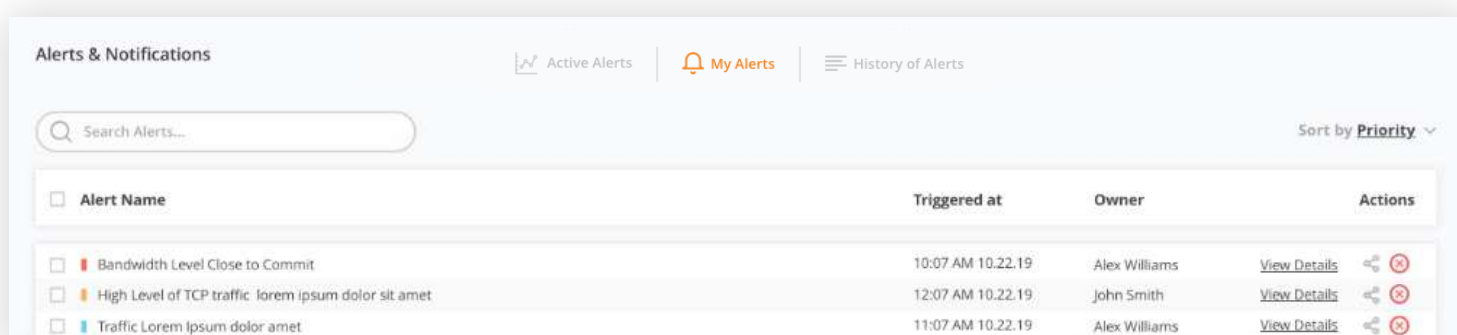 Alerts & Notifications
Active Alerts
My Alerts
History of Alerts
Search Alerts...
Sort by Priority
Alert Name Triggered at Owner Actions
Bandwidth Level Close to Commit 10:07 AM 10.22.19 Alex Williams View Details
High Level of TCP traffic lorem ipsum dolor sit amet 12:07 AM 10.22.19 John Smith View Details
Traffic Lorem Ipsum dolor amet 11:07 AM 10.22.19 Alex Williams View Details